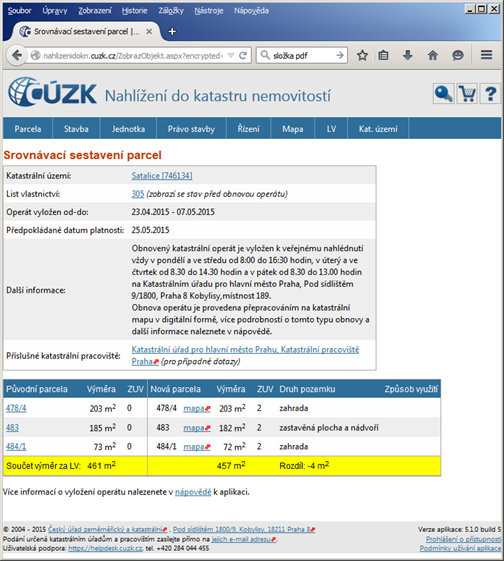 Soubor Úpravy Zobrazení Historie Záložky Nástroje Nápověda
Srovnávací sestavení parcel |...
nahlizenidokn.cuzk.cz/ZobrazObjekt.aspx?encrypted=
složka pdf
ČÚZK Nahlížení do katastru nemovitostí
Parcela Stavba Jednotka Právo stavby Řízení Mapa LV Kat. území
Srovnávací sestavení parcel
Katastrální území: Satalice [746134]
List vlastnictví: 305 (zobrazí se stav před obnovou operátu)
Operát vyložen od-do: 23.04.2015 - 07.05.2015
Předpokládané datum platnosti: 25.05.2015
Další informace:
Obnovený katastrální operát je vyložen k veřejnému nahlédnutí
vždy v pondělí a ve středu od 8:00 do 16:30 hodin, v úterý a ve
čtvrtek od 8.30 do 14.30 hodin a v pátek od 8.30 do 13.00 hodin
na Katastrálním úřadu pro hlavní město Praha, Pod sídlištěm
9/1800, Praha 8 Kobylisy,místnost 189.
Obnova operátu je provedena přepracováním na katastrální
mapu v digitální formě, více podrobností o tomto typu obnovy a
další informace naleznete v nápovědě.
Příslušné katastrální pracoviště: Katastrální úřad pro hlavní město Prahu, Katastrální pracoviště
Praha (pro případné dotazy)
Původní parcela Výměra ZUV Nová parcela Výměra ZUV Druh pozemku Způsob využití
478/4 203 m² 0 478/4 mapa 203 m² 2 zahrada
483 185 m² 0 483 mapa 182 m² 2 zastavěná plocha a nádvoří
484/1 73 m² 0 484/1 mapa 72 m² 2 zahrada
Součet výměr za LV: 461 m² 457 m² Rozdíl: -4 m²
Více informací o vyložení operátu nalezenete v nápovědě k aplikaci.
© 2004 - 2015 Český úřad zeměměřický a katastrální, Pod sídlištěm 1800/9, Kobylisy, 18211 Praha 8 Verze aplikace: 5.1.0 build 5
Podání určená katastrálním úřadům a pracovištím zasílejte přímo na jejich e-mail adresu. Prohlášení o přístupnosti
Uživatelská podpora: https://helpdesk.cuzk.cz, tel. +420 284 044 455 Podmínky užívání aplikace